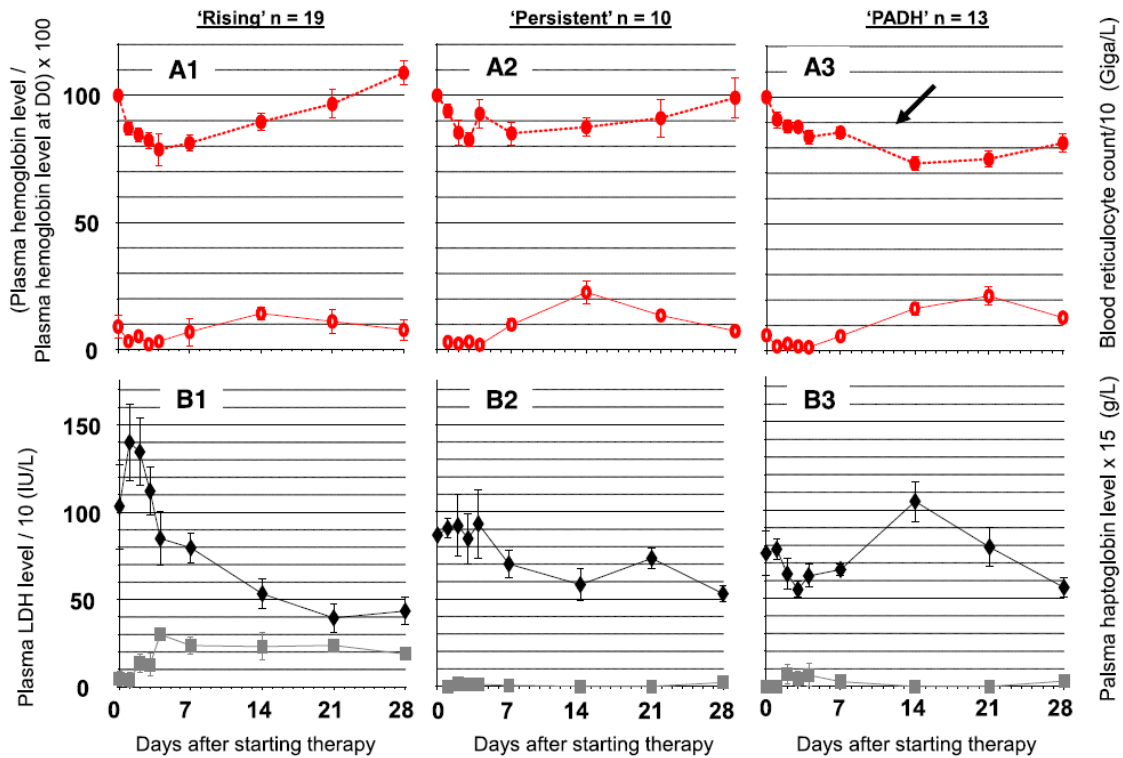 'Rising' n = 19
'Persistent' n = 10
'PADH' n = 13
(Plasma hemoglobin level /
Plasma hemoglobin level at D0) x 100
100
50
0
A1
A2
A3
Blood reticulocyte count/10 (Giga/L)
Plasma LDH level / 10 (IU/L)
150
100
50
0
B1
B2
B3
Palsma haptoglobin level x 15 (g/L)
0 7 14 21 28
0 7 14 21 28
0 7 14 21 28
Days after starting therapy
Days after starting therapy
Days after starting therapy